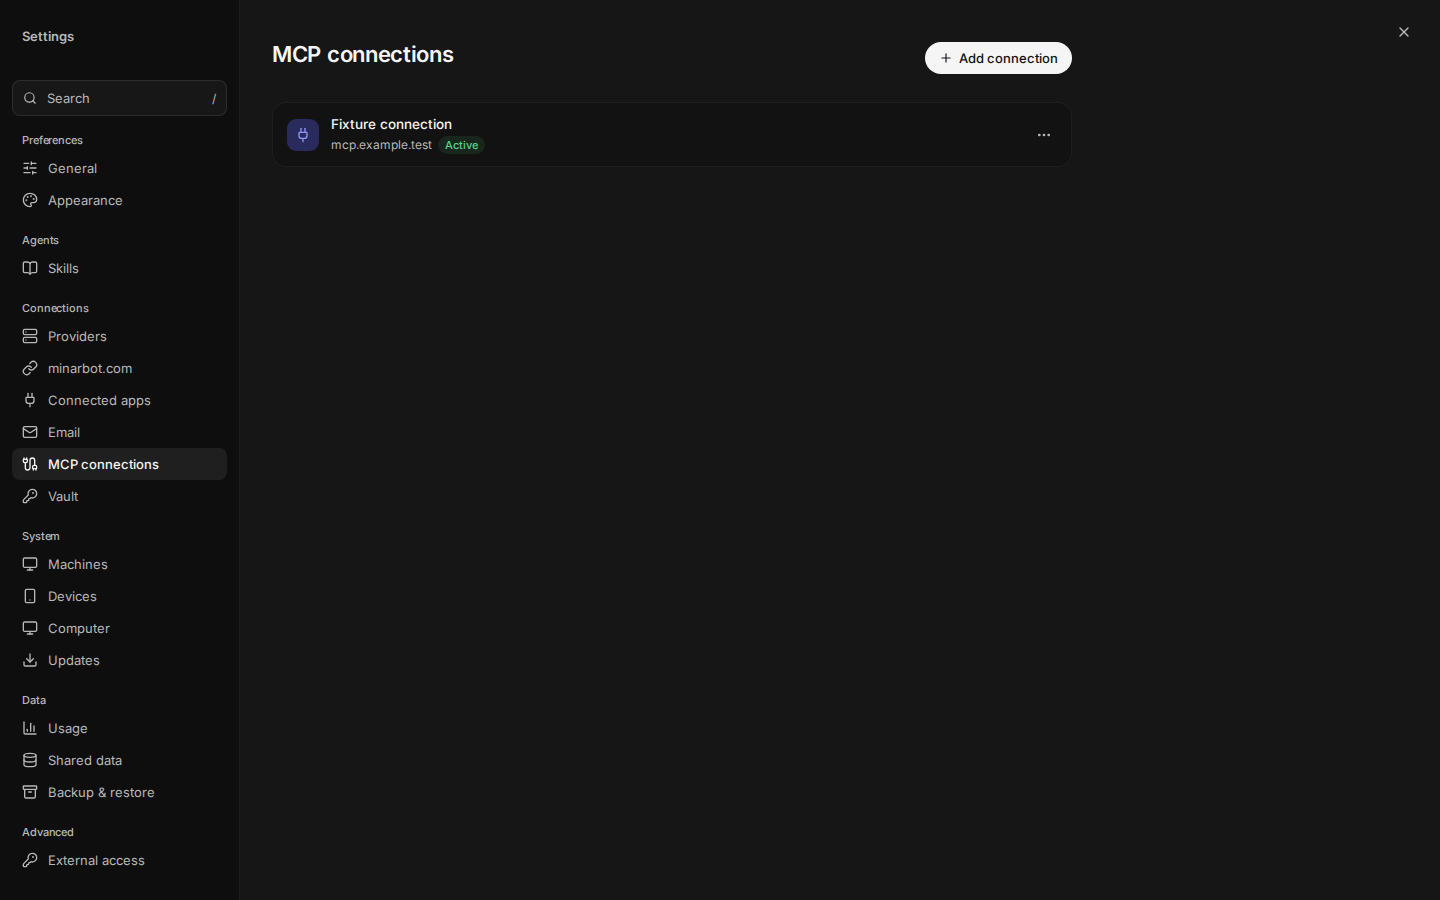 Settings
Search /
Preferences
General
Appearance
Agents
Skills
Connections
Providers
minarbot.com
Connected apps
Email
MCP connections
Vault
System
Machines
Devices
Computer
Updates
Data
Usage
Shared data
Backup & restore
Advanced
External access
MCP connections
Add connection
Fixture connection
mcp.example.test Active